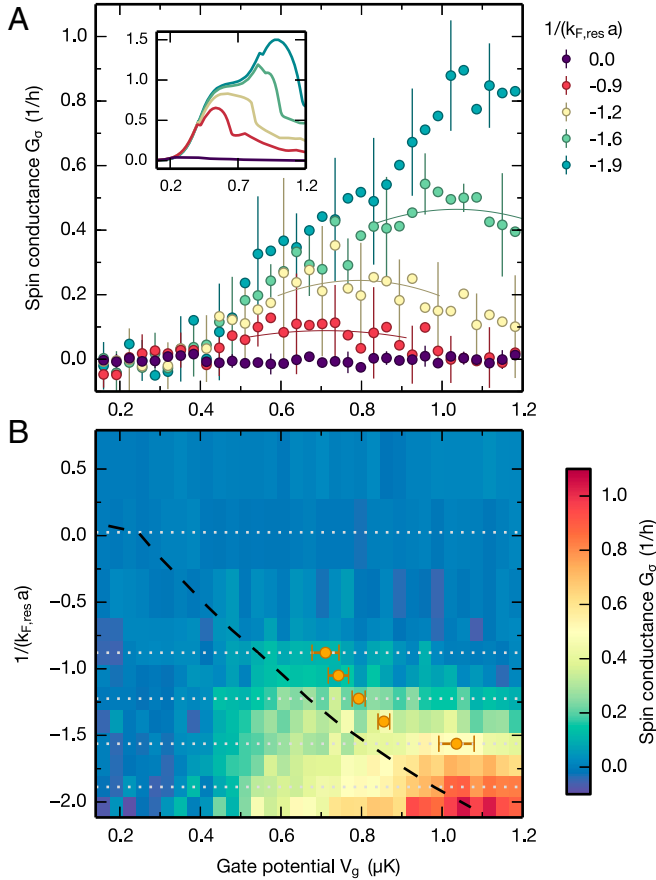 A
Spin conductance Gσ (1/h)
1.0
0.8
0.6
0.4
0.2
0.0
1.5
1.0
0.5
0.0
0.2 0.7 1.2
0.2 0.4 0.6 0.8 1.0 1.2
1/(kF,res a)
0.0
-0.9
-1.2
-1.6
-1.9
B
1/(kF,res a)
0.5
0.0
−0.5
−1.0
−1.5
−2.0
0.2 0.4 0.6 0.8 1.0 1.2
Gate potential Vg (μK)
1.0
0.8
0.6
0.4
0.2
0.0
Spin conductance Gσ (1/h)